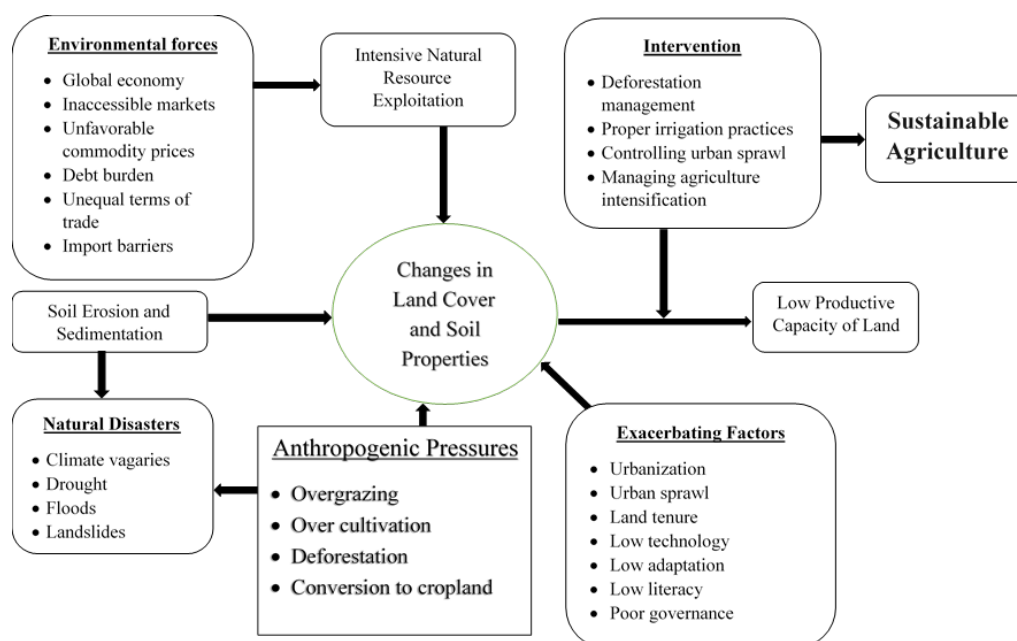 Environmental forces
• Global economy
• Inaccessible markets
• Unfavorable
commodity prices
• Debt burden
• Unequal terms of
trade
• Import barriers
Intensive Natural
Resource
Exploitation
Intervention
• Deforestation
management
• Proper irrigation practices
• Controlling urban sprawl
• Managing agriculture
intensification
Sustainable
Agriculture
Soil Erosion and
Sedimentation
Changes in
Land Cover
and Soil
Properties
Low Productive
Capacity of Land
Natural Disasters
• Climate vagaries
• Drought
• Floods
• Landslides
Anthropogenic Pressures
• Overgrazing
• Over cultivation
• Deforestation
• Conversion to cropland
Exacerbating Factors
• Urbanization
• Urban sprawl
• Land tenure
• Low technology
• Low adaptation
• Low literacy
• Poor governance